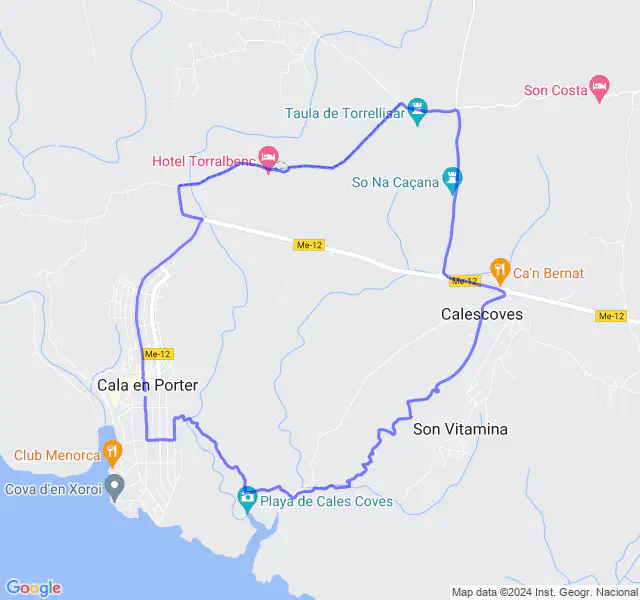 Son Costa
Taula de Torrellisar
Hotel Torralbenc
So Na Caçana
Me-12
Ca'n Bernat
Me-12
Calescoves
Me-12
Me-12
Cala en Porter
Son Vitamina
Club Menorca
Cova d'en Xoroi
Playa de Cales Coves
Google
Map data ©2024 Inst. Geogr. Nacional